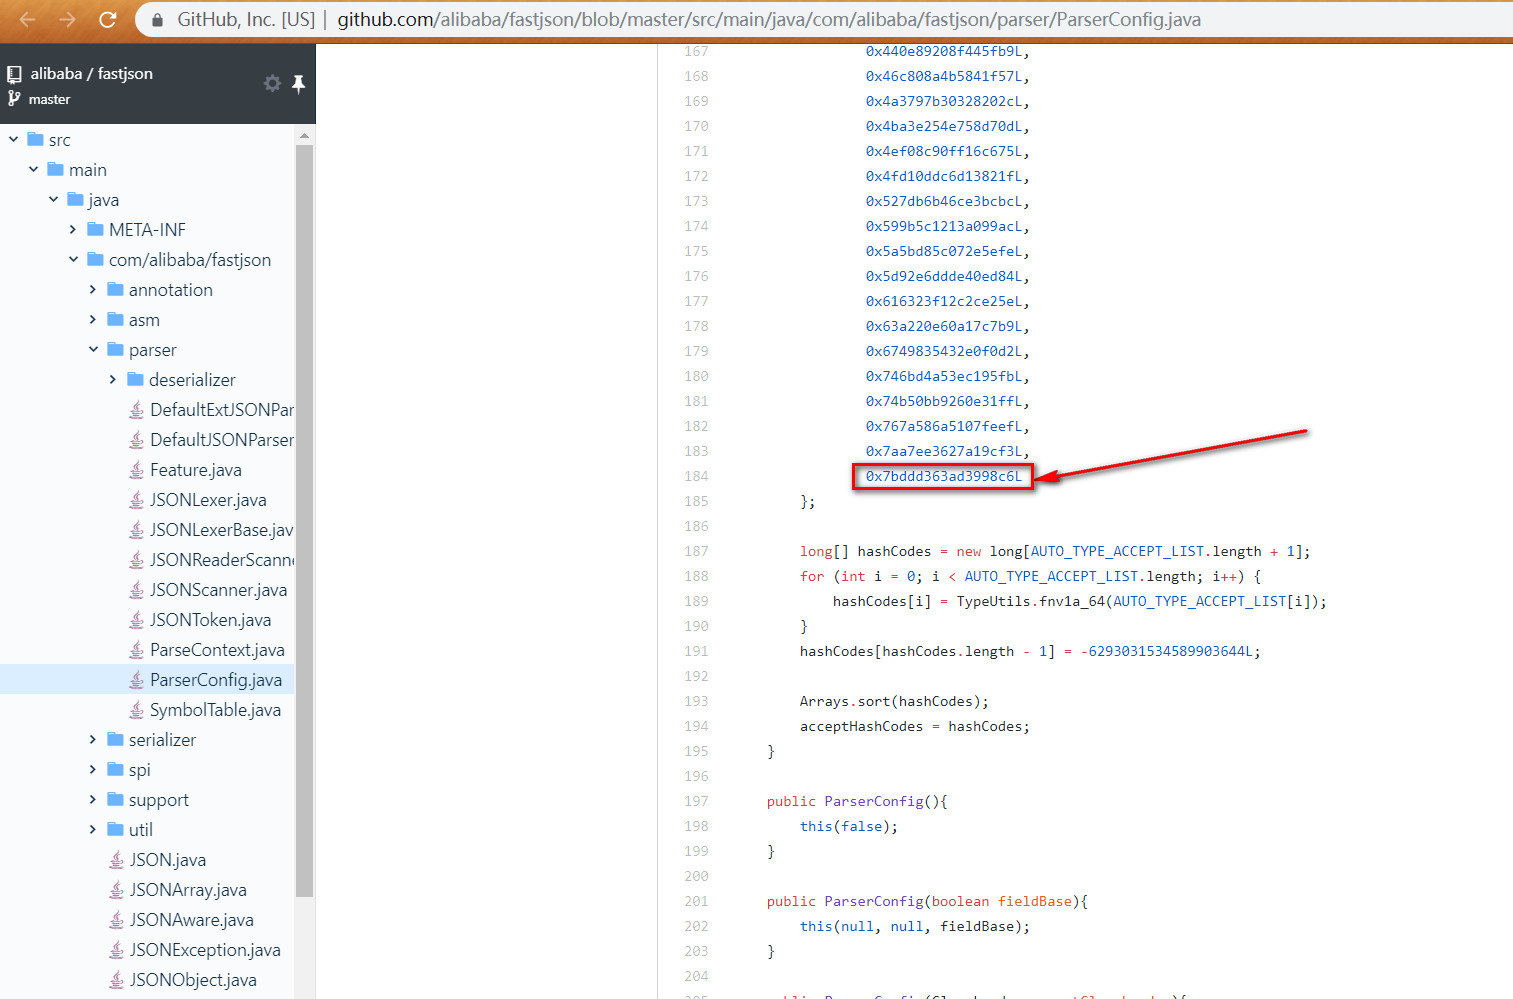 GitHub, Inc. [US] | github.com/alibaba/fastjson/blob/master/src/main/java/com/alibaba/fastjson/parser/ParserConfig.java
alibaba / fastjson
master
src
main
java
META-INF
com/alibaba/fastjson
annotation
asm
parser
deserializer
DefaultExtJSONPar
DefaultJSONParser
Feature.java
JSONLexer.java
JSONLexerBase.jav
JSONReaderScanne
JSONScanner.java
JSONToken.java
ParseContext.java
ParserConfig.java
SymbolTable.java
serializer
spi
support
util
JSON.java
JSONArray.java
JSONAware.java
JSONException.java
JSONObject.java
167 0x440e89208f445fb9L,
168 0x46c808a4b5841f57L,
169 0x4a3797b30328202cL,
170 0x4ba3e254e758d70dL,
171 0x4ef08c90ff16c675L,
172 0x4fd10ddc6d13821fL,
173 0x527db6b46ce3bcbcL,
174 0x599b5c1213a099acL,
175 0x5a5bd85c072e5efeL,
176 0x5d92e6ddde40ed84L,
177 0x616323f12c2ce25eL,
178 0x63a220e60a17c7b9L,
179 0x6749835432e0f0d2L,
180 0x746bd4a53ec195fbL,
181 0x74b50bb9260e31ffL,
182 0x767a586a5107feefL,
183 0x7aa7ee3627a19cf3L,
184 0x7bddd363ad3998c6L
185 };
186
187 long[] hashCodes = new long[AUTO_TYPE_ACCEPT_LIST.length + 1];
188 for (int i = 0; i < AUTO_TYPE_ACCEPT_LIST.length; i++) {
189 hashCodes[i] = TypeUtils.fnv1a_64(AUTO_TYPE_ACCEPT_LIST[i]);
190 }
191 hashCodes[hashCodes.length - 1] = -6293031534589903644L;
192
193 Arrays.sort(hashCodes);
194 acceptHashCodes = hashCodes;
195 }
196
197 public ParserConfig(){
198 this(false);
199 }
200
201 public ParserConfig(boolean fieldBase){
202 this(null, null, fieldBase);
203 }
204